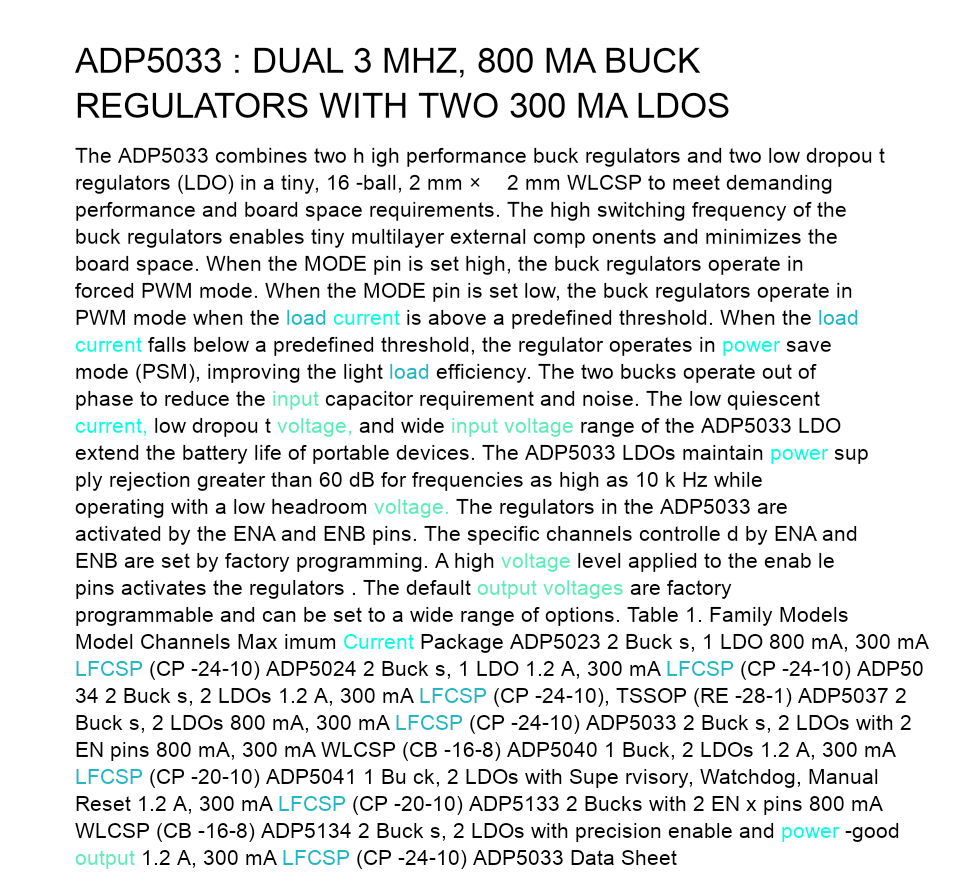 ADP5033 : DUAL 3 MHZ, 800 MA BUCK
REGULATORS WITH TWO 300 MA LDOS
The ADP5033 combines two h igh performance buck regulators and two low dropou t
regulators (LDO) in a tiny, 16 -ball, 2 mm × 2 mm WLCSP to meet demanding
performance and board space requirements. The high switching frequency of the
buck regulators enables tiny multilayer external comp onents and minimizes the
board space. When the MODE pin is set high, the buck regulators operate in
forced PWM mode. When the MODE pin is set low, the buck regulators operate in
PWM mode when the load current is above a predefined threshold. When the load
current falls below a predefined threshold, the regulator operates in power save
mode (PSM), improving the light load efficiency. The two bucks operate out of
phase to reduce the input capacitor requirement and noise. The low quiescent
current, low dropou t voltage, and wide input voltage range of the ADP5033 LDO
extend the battery life of portable devices. The ADP5033 LDOs maintain power sup
ply rejection greater than 60 dB for frequencies as high as 10 k Hz while
operating with a low headroom voltage. The regulators in the ADP5033 are
activated by the ENA and ENB pins. The specific channels controlle d by ENA and
ENB are set by factory programming. A high voltage level applied to the enab le
pins activates the regulators . The default output voltages are factory
programmable and can be set to a wide range of options. Table 1. Family Models
Model Channels Max imum Current Package ADP5023 2 Buck s, 1 LDO 800 mA, 300 mA
LFCSP (CP -24-10) ADP5024 2 Buck s, 1 LDO 1.2 A, 300 mA LFCSP (CP -24-10) ADP50
34 2 Buck s, 2 LDOs 1.2 A, 300 mA LFCSP (CP -24-10), TSSOP (RE -28-1) ADP5037 2
Buck s, 2 LDOs 800 mA, 300 mA LFCSP (CP -24-10) ADP5033 2 Buck s, 2 LDOs with 2
EN pins 800 mA, 300 mA WLCSP (CB -16-8) ADP5040 1 Buck, 2 LDOs 1.2 A, 300 mA
LFCSP (CP -20-10) ADP5041 1 Bu ck, 2 LDOs with Supe rvisory, Watchdog, Manual
Reset 1.2 A, 300 mA LFCSP (CP -20-10) ADP5133 2 Bucks with 2 EN x pins 800 mA
WLCSP (CB -16-8) ADP5134 2 Buck s, 2 LDOs with precision enable and power -good
output 1.2 A, 300 mA LFCSP (CP -24-10) ADP5033 Data Sheet